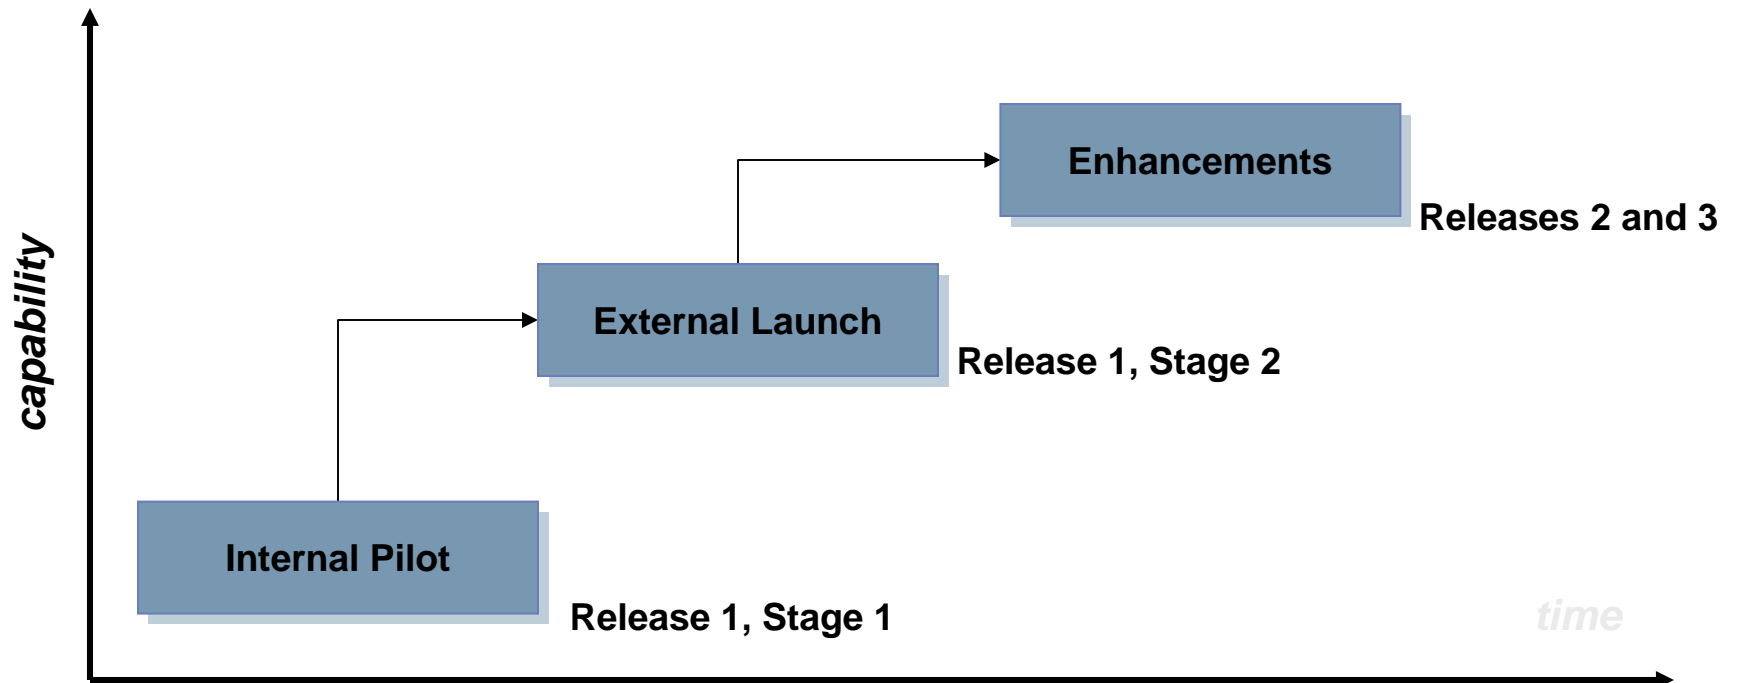 Enhancements
Releases 2 and 3
capability
External Launch
Release 1, Stage 2
Internal Pilot
Release 1, Stage 1
time